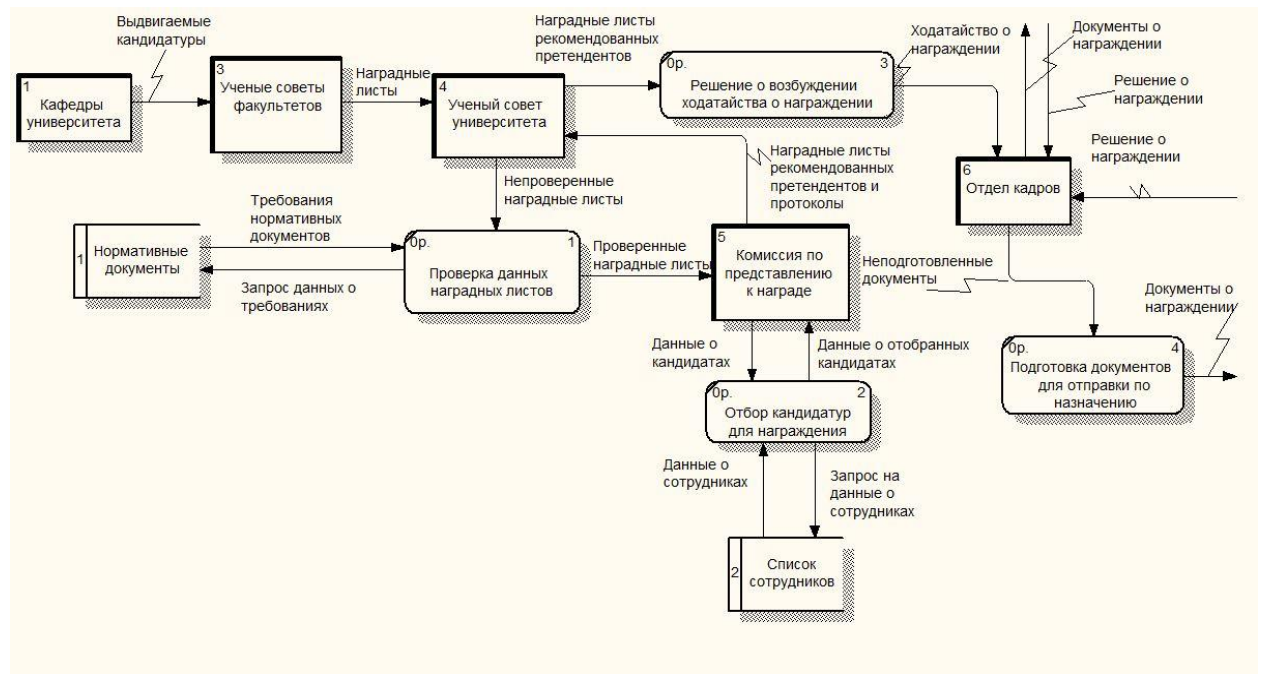 Выдвигаемые
кандидатуры
1
Кафедры
университета
3
Ученые советы
факультетов
Наградные
листы
4
Ученый совет
университета
Наградные листы
рекомендованных
претендентов
0р.
3
Решение о возбуждении
ходатайства о награждении
Ходатайство о
награждении
Документы о
награждении
Решение о
награждении
Решение о
награждении
6
Отдел кадров
Наградные листы
рекомендованных
претендентов и
протоколы
Непроверенные
наградные листы
Требования
нормативных
документов
1
Нормативные
документы
Запрос данных о
требованиях
0р.
1
Проверка данных
наградных листов
Проверенные
наградные листы
5
Комиссия по
представлению
к награде
Неподготовленные
документы
Документы о
награждении
0р.
4
Подготовка документов
для отправки по
назначению
Данные о
кандидатах
Данные о отобранных
кандидатах
0р.
2
Отбор кандидатур
для награждения
Данные о
сотрудниках
Запрос на
данные о
сотрудниках
2
Список
сотрудников